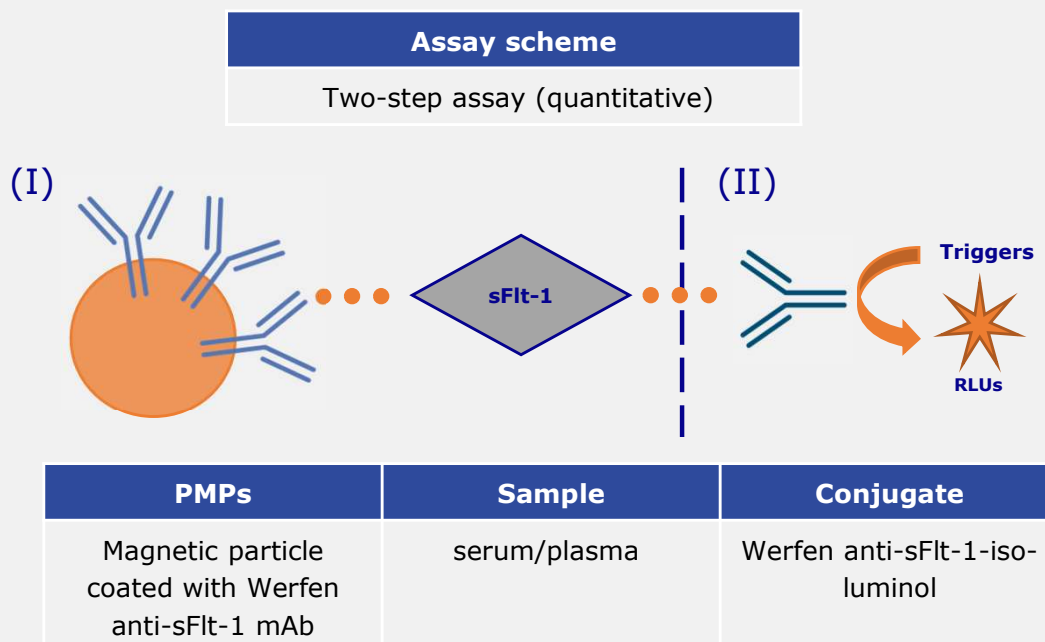 Assay scheme
Two-step assay (quantitative)
(I)
(II)
sFlt-1
Triggers
RLUs
PMPs
Sample
Conjugate
Magnetic particle
coated with Werfen
anti-sFlt-1 mAb
serum/plasma
Werfen anti-sFlt-1-iso-
luminol